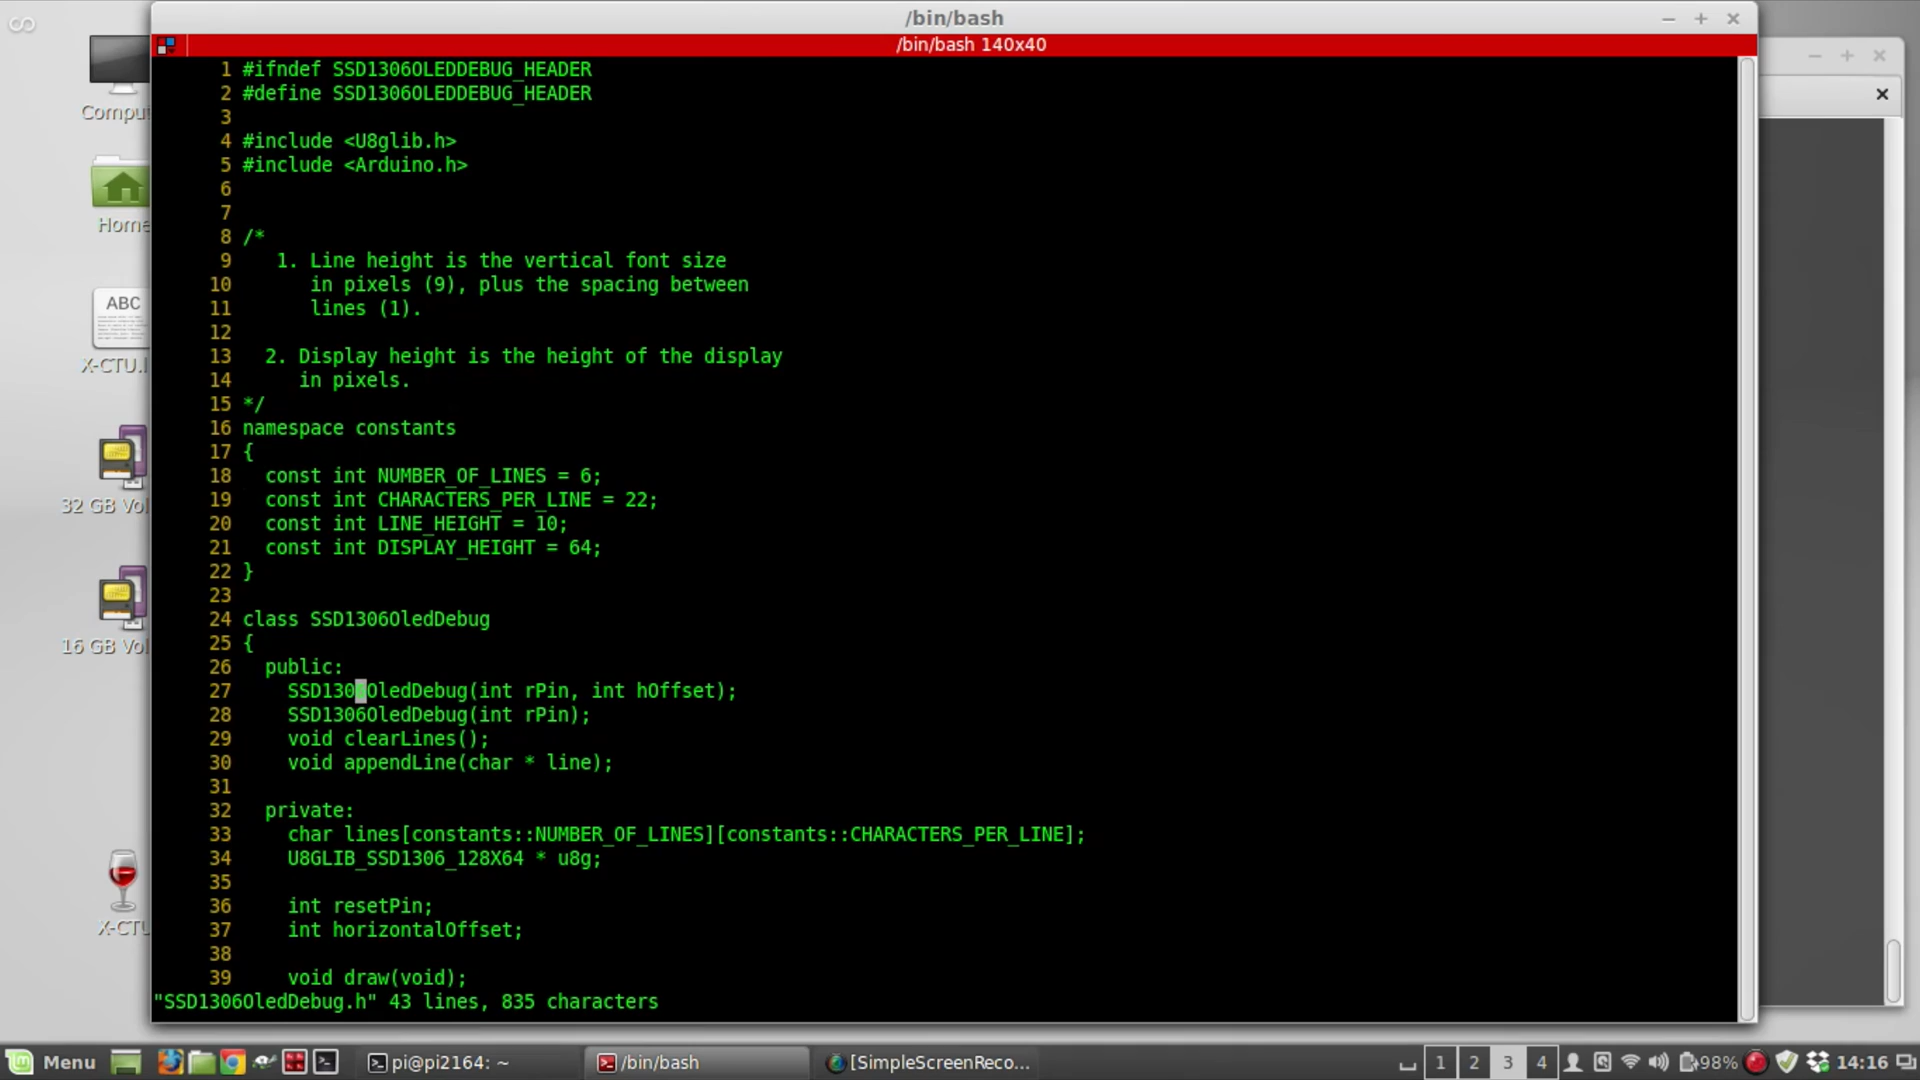 /bin/bash
/bin/bash 140x40
1 #ifndef SSD1306OLEDDEBUG_HEADER
2 #define SSD1306OLEDDEBUG_HEADER
3
4 #include <U8glib.h>
5 #include <Arduino.h>
6
7
8 /*
9    1. Line height is the vertical font size
10       in pixels (9), plus the spacing between
11       lines (1).
12
13   2. Display height is the height of the display
14      in pixels.
15 */
16 namespace constants
17 {
18   const int NUMBER_OF_LINES = 6;
19   const int CHARACTERS_PER_LINE = 22;
20   const int LINE_HEIGHT = 10;
21   const int DISPLAY_HEIGHT = 64;
22 }
23
24 class SSD1306OledDebug
25 {
26   public:
27     SSD1306OledDebug(int rPin, int hOffset);
28     SSD1306OledDebug(int rPin);
29     void clearLines();
30     void appendLine(char * line);
31
32   private:
33     char lines[constants::NUMBER_OF_LINES][constants::CHARACTERS_PER_LINE];
34     U8GLIB_SSD1306_128X64 * u8g;
35
36     int resetPin;
37     int horizontalOffset;
38
39     void draw(void);
"SSD1306OledDebug.h" 43 lines, 835 characters
Compu
Home
ABC
X-CTU.l
32 GB Vol
16 GB Vol
X-CTU
Menu
pi@pi2164: ~
/bin/bash
[SimpleScreenReco...
1 2 3 4
98%
14:16